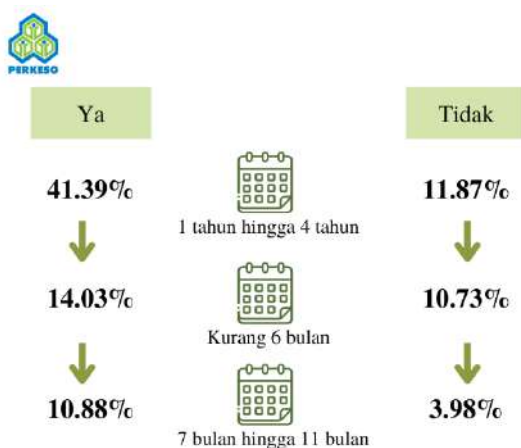 PERKESO
Ya
Tidak
41.39%
11.87%
1 tahun hingga 4 tahun
14.03%
10.73%
Kurang 6 bulan
10.88%
3.98%
7 bulan hingga 11 bulan